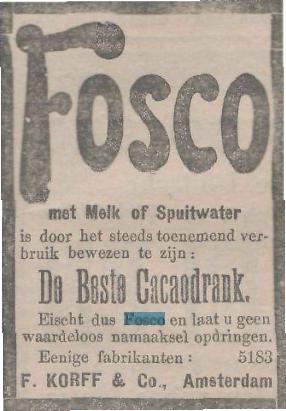 Fosco
met Melk of Spuitwater
is door het steeds toenemend ver-
bruik bewezen te zijn:
De Beste Cacaodrank.
Eischt dus Fosco en laat u geen
waardeloos namaaksel opdringen.
Eenige fabrikanten: 5183
F. KORFF & Co., Amsterdam